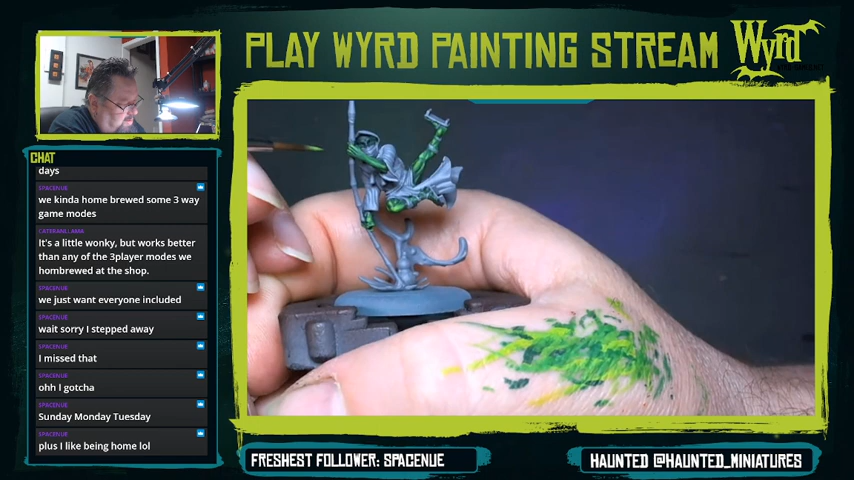 PLAY WYRD PAINTING STREAM
Wyrd
CHAT
days
SPACENUE
we kinda home brewed some 3 way
game modes
CATERANLLAMA
It's a little wonky, but works better
than any of the 3player modes we
hombrewed at the shop.
SPACENUE
we just want everyone included
SPACENUE
wait sorry I stepped away
SPACENUE
I missed that
SPACENUE
ohh I gotcha
SPACENUE
Sunday Monday Tuesday
SPACENUE
plus I like being home lol
FRESHEST FOLLOWER: SPACENUE
HAUNTED @HAUNTED_MINIATURES